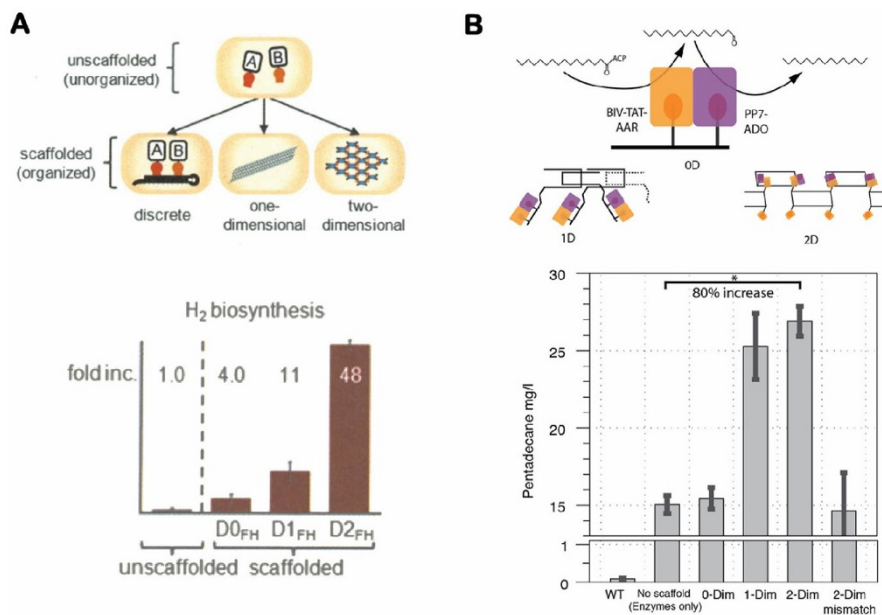 A
unscaffolded
(unorganized)
A B
scaffolded
(organized)
A B
discrete
one-
dimensional
two-
dimensional
H2 biosynthesis
fold inc.
1.0 4.0 11 48
D0FH D1FH D2FH
unscaffolded scaffolded
B
ACP
O
O
BIV-TAT-
AAR
PP7-
ADO
0D
1D
2D
Pentadecane mg/l
30
25
20
15
1
0
*
80% increase
WT
No scaffold
(Enzymes only)
0-Dim
1-Dim
2-Dim
2-Dim
mismatch